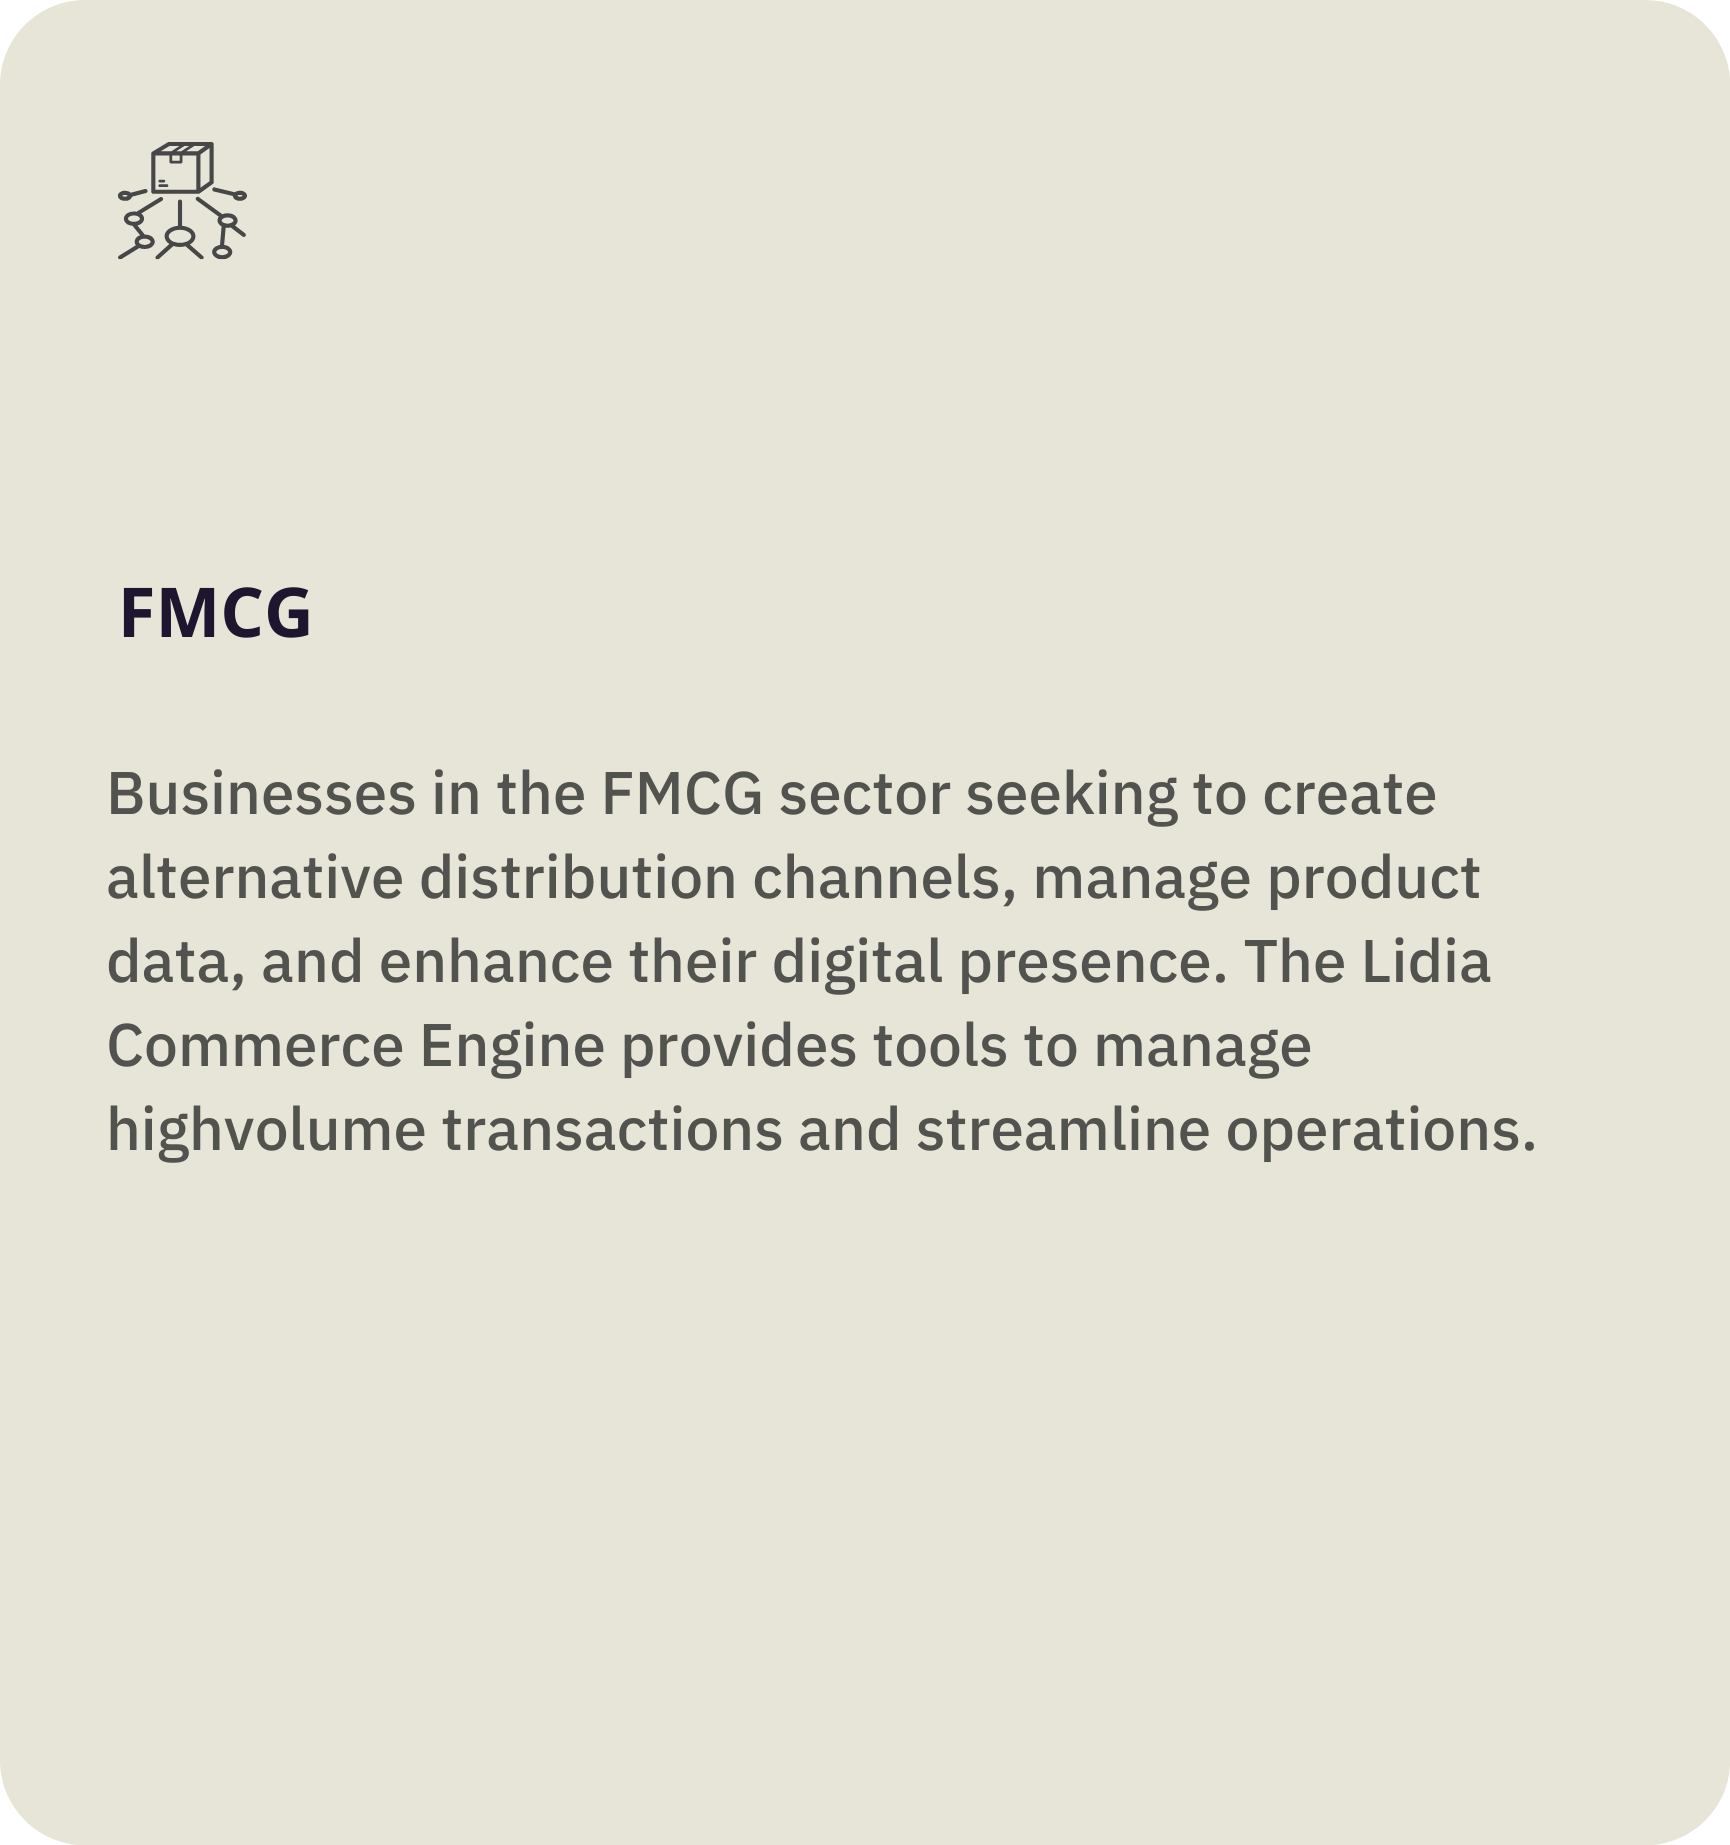 FMCG
Businesses in the FMCG sector seeking to create
alternative distribution channels, manage product
data, and enhance their digital presence. The Lidia
Commerce Engine provides tools to manage
highvolume transactions and streamline operations.